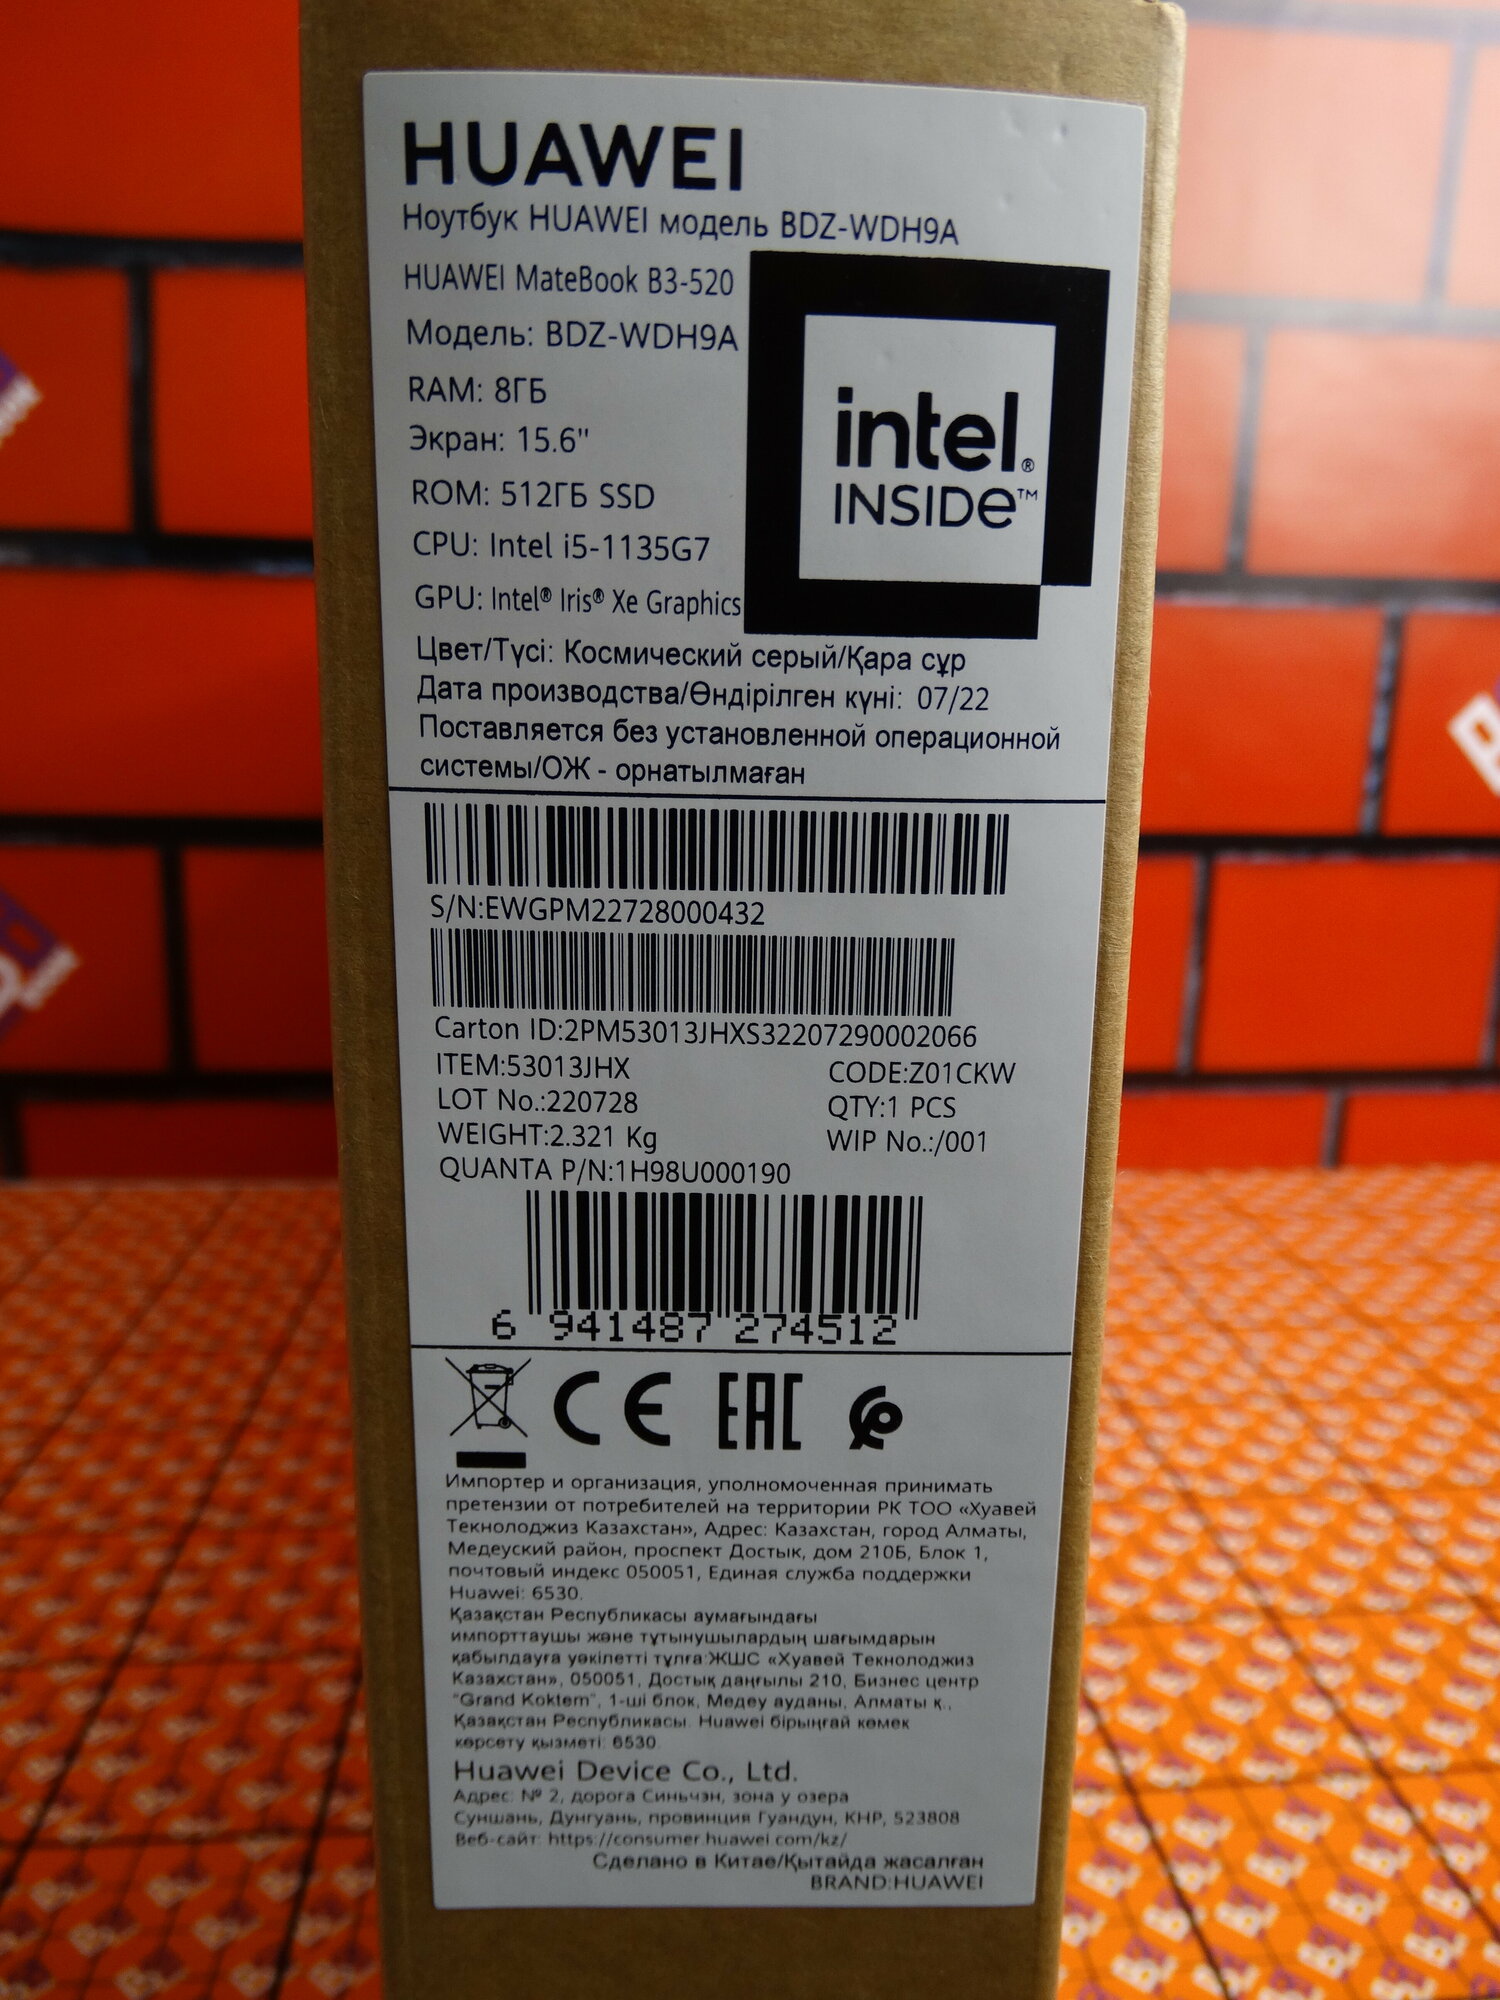 HUAWEI
Ноутбук HUAWEI модель BDZ-WDH9A
HUAWEI MateBook B3-520
Модель: BDZ-WDH9A
RAM: 8ГБ
Экран: 15.6"
ROM: 512ГБ SSD
CPU: Intel i5-1135G7
GPU: Intel® Iris® Xe Graphics
intel®
INSIDe™
Цвет/Түсі: Космический серый/Қара сұр
Дата производства/Өндірілген күні: 07/22
Поставляется без установленной операционной
системы/ОЖ - орнатылмаған
S/N:EWGPM22728000432
Carton ID:2PM53013JHXS32207290002066
ITEM:53013JHX CODE:Z01CKW
LOT No.:220728 QTY:1 PCS
WEIGHT:2.321 Kg WIP No.:/001
QUANTA P/N:1H98U000190
6 941487 274512
CE EAC
Импортер и организация, уполномоченная принимать
претензии от потребителей на территории РК ТОО «Хуавей
Текнолоджиз Казахстан», Адрес: Казахстан, город Алматы,
Медеуский район, проспект Достык, дом 210Б, Блок 1,
почтовый индекс 050051, Единая служба поддержки
Huawei: 6530.
Қазақстан Республикасы аумағындағы
импорттаушы және тұтынушылардың шағымдарын
қабылдауға уәкілетті тұлға ЖШС «Хуавей Текнолоджиз
Казахстан», 050051, Достық даңғылы 210, Бизнес центр
"Grand Koktem", 1-ші блок, Медеу ауданы, Алматы қ.,
Қазақстан Республикасы. Huawei бірыңғай көмек
көрсету қызметі: 6530
Huawei Device Co., Ltd.
Адрес: № 2, дорога Синьчэн, зона у озера
Суншань, Дунгуань, провинция Гуандун, КНР, 523808
Веб-сайт: https://consumer.huawei.com/kz/
Сделано в Китае/Қытайда жасалған
BRAND:HUAWEI